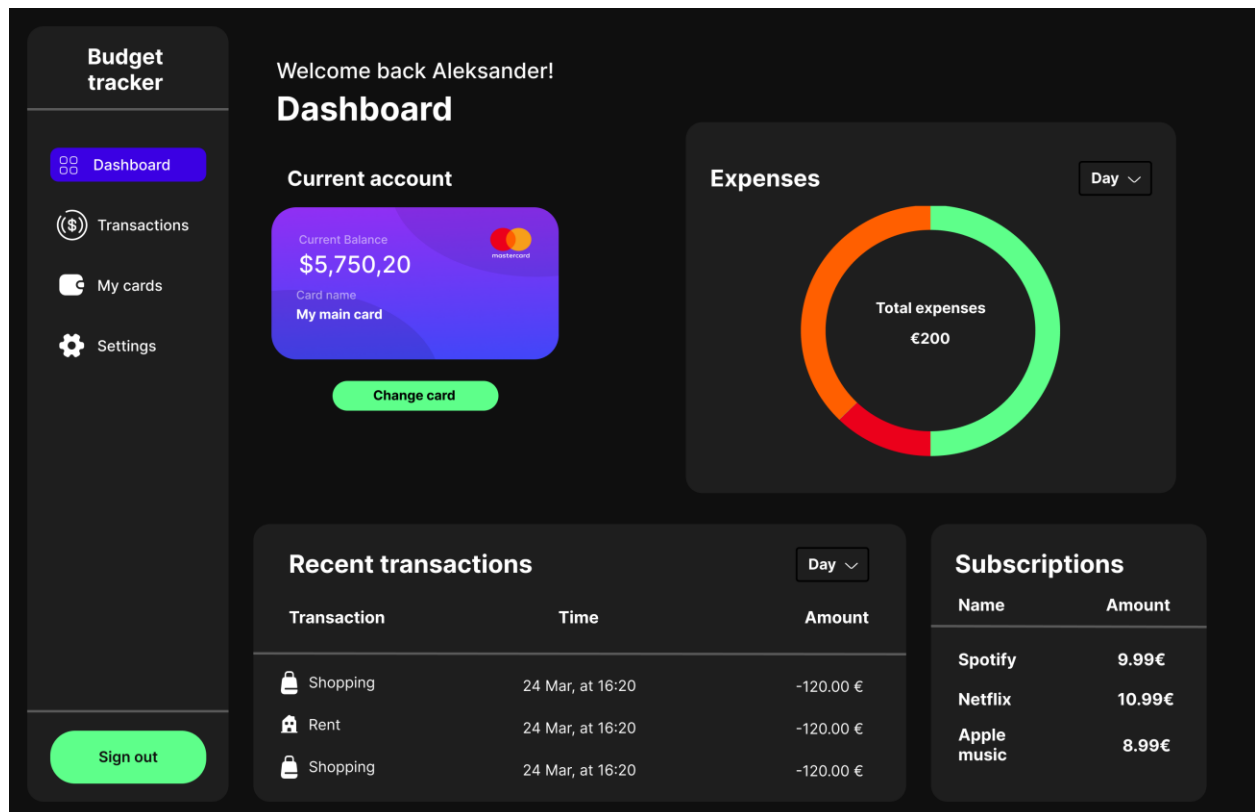 Budget
tracker
Dashboard
Transactions
My cards
Settings
Sign out
Welcome back Aleksander!
Dashboard
Current account
Current Balance
$5,750,20
mastercard
Card name
My main card
Change card
Expenses
Day
Total expenses
€200
Recent transactions
Day
Transaction Time Amount
Shopping 24 Mar, at 16:20 -120.00 €
Rent 24 Mar, at 16:20 -120.00 €
Shopping 24 Mar, at 16:20 -120.00 €
Subscriptions
Name Amount
Spotify 9.99€
Netflix 10.99€
Apple
music 8.99€